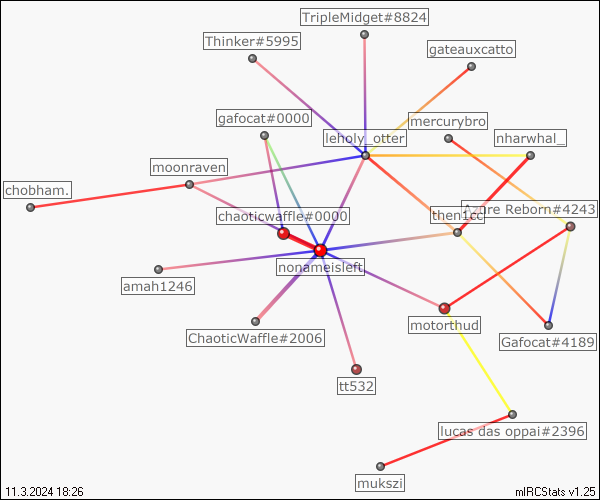 TripleMidget#8824
Thinker#5995
gateauxcatto
gafocat#0000
mercurybro
leholy_otter
nharwhal_
moonraven
chobham.
chaoticwaffle#0000
Azure Reborn#4243
then1co
nonameisleft
amah1246
motorthud
ChaoticWaffle#2006
Gafocat#4189
tt532
lucas das oppai#2396
mukszi
11.3.2024 18:26
mIRCStats v1.25